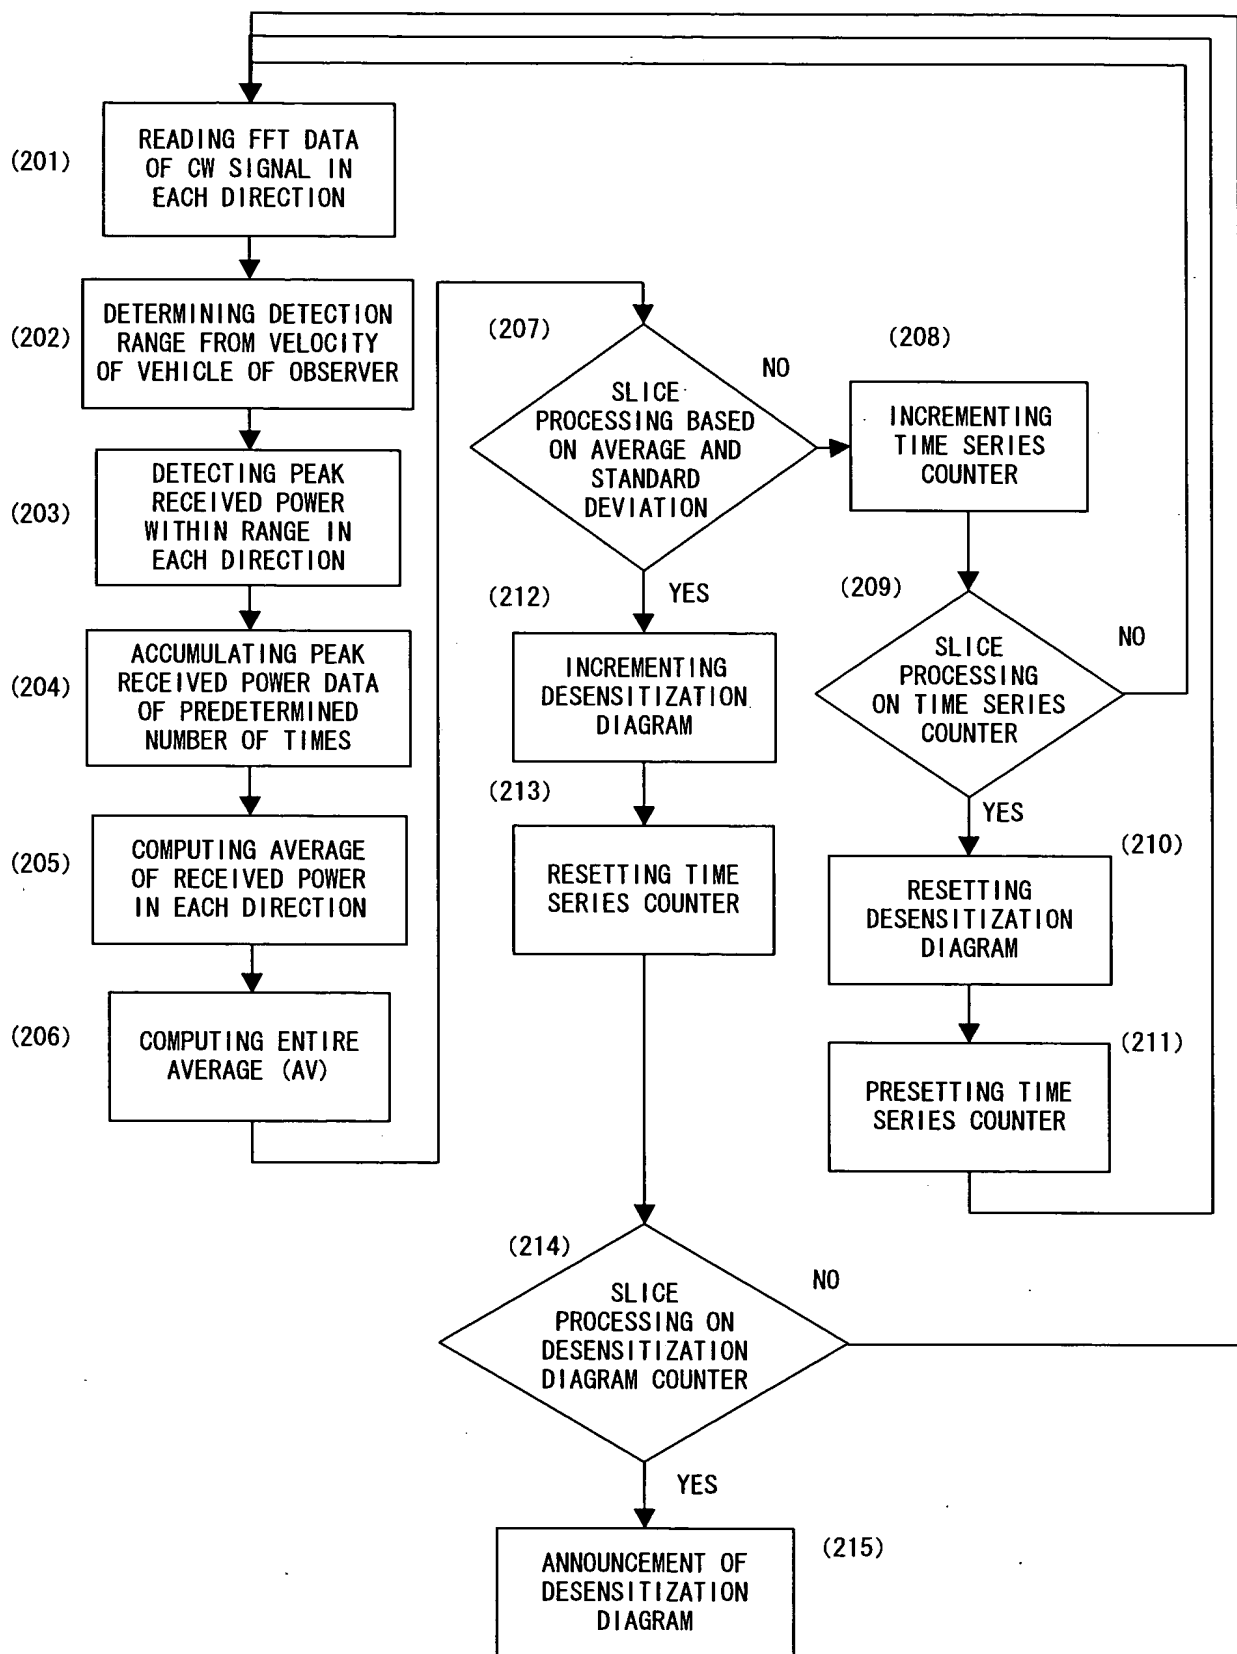 (201)
READING FFT DATA
OF CW SIGNAL IN
EACH DIRECTION
(202)
DETERMINING DETECTION
RANGE FROM VELOCITY
OF VEHICLE OF OBSERVER
(203)
DETECTING PEAK
RECEIVED POWER
WITHIN RANGE IN
EACH DIRECTION
(204)
ACCUMULATING PEAK
RECEIVED POWER DATA
OF PREDETERMINED
NUMBER OF TIMES
(205)
COMPUTING AVERAGE
OF RECEIVED POWER
IN EACH DIRECTION
(206)
COMPUTING ENTIRE
AVERAGE (AV)
(207)
SLICE
PROCESSING BASED
ON AVERAGE AND
STANDARD
DEVIATION
NO
YES
(208)
INCREMENTING
TIME SERIES
COUNTER
(209)
SLICE
PROCESSING
ON TIME SERIES
COUNTER
NO
YES
(210)
RESETTING
DESENSITIZATION
DIAGRAM
(211)
PRESETTING TIME
SERIES COUNTER
(212)
INCREMENTING
DESENSITIZATION
DIAGRAM
(213)
RESETTING TIME
SERIES COUNTER
(214)
SLICE
PROCESSING ON
DESENSITIZATION
DIAGRAM COUNTER
NO
YES
(215)
ANNOUNCEMENT OF
DESENSITIZATION
DIAGRAM